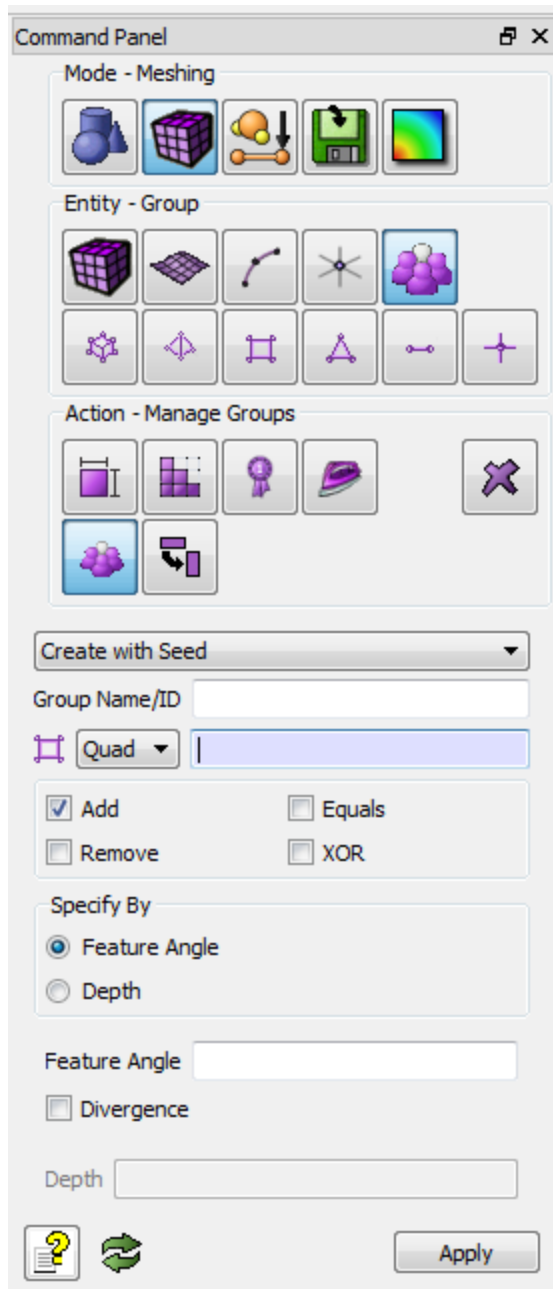 Command Panel
Mode - Meshing
Entity - Group
Action - Manage Groups
Create with Seed
Group Name/ID
Quad
Add
Equals
Remove
XOR
Specify By
Feature Angle
Depth
Feature Angle
Divergence
Depth
Apply